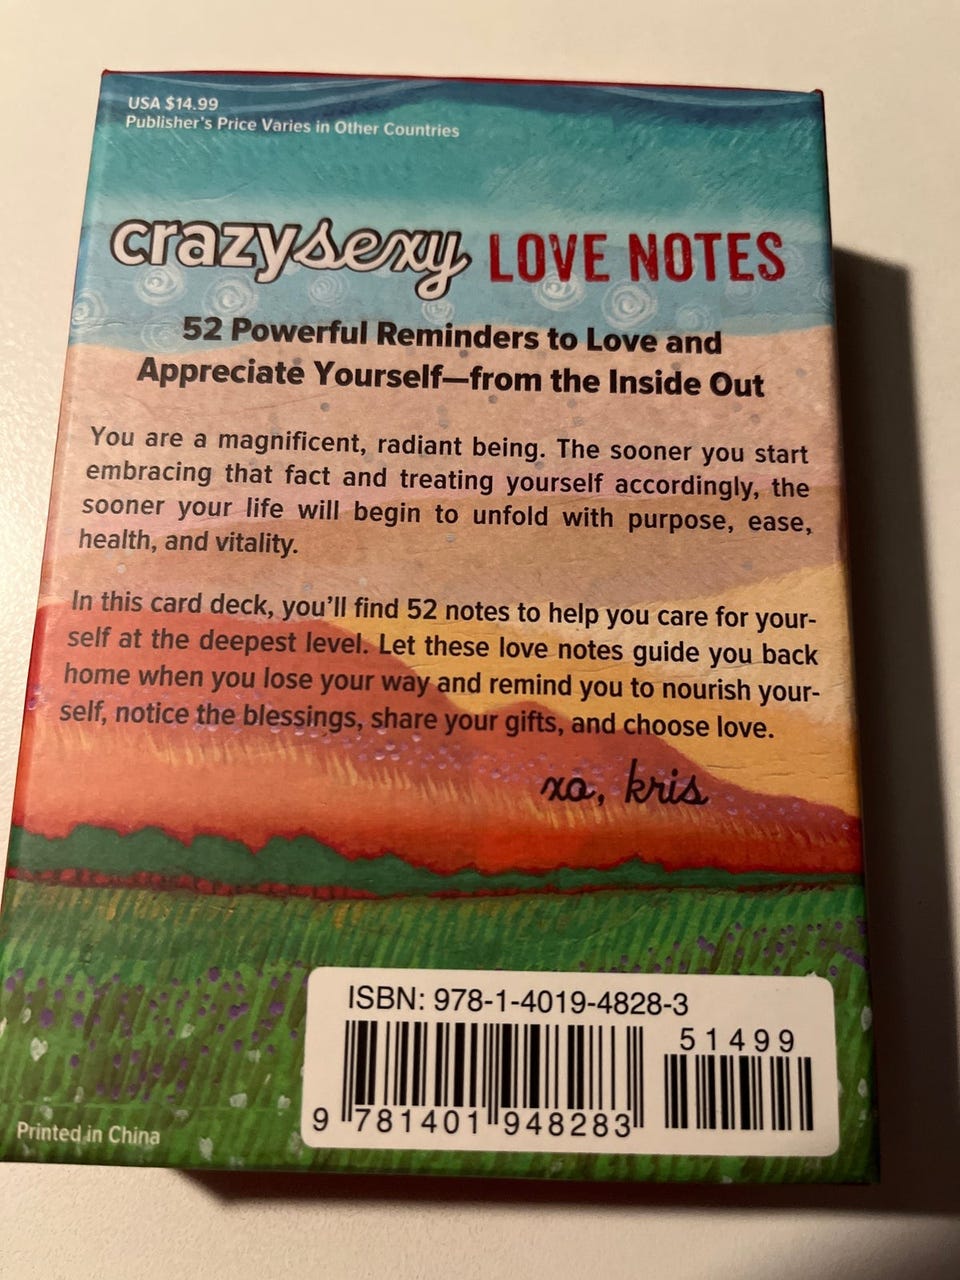 USA $14.99
Publisher's Price Varies in Other Countries
crazysexy LOVE NOTES
52 Powerful Reminders to Love and
Appreciate Yourself—from the Inside Out
You are a magnificent, radiant being. The sooner you start
embracing that fact and treating yourself accordingly, the
sooner your life will begin to unfold with purpose, ease,
health, and vitality.
In this card deck, you'll find 52 notes to help you care for your-
self at the deepest level. Let these love notes guide you back
home when you lose your way and remind you to nourish your-
self, notice the blessings, share your gifts, and choose love.
xo, kris
ISBN: 978-1-4019-4828-3
51499
9 781401 948283
Printed in China